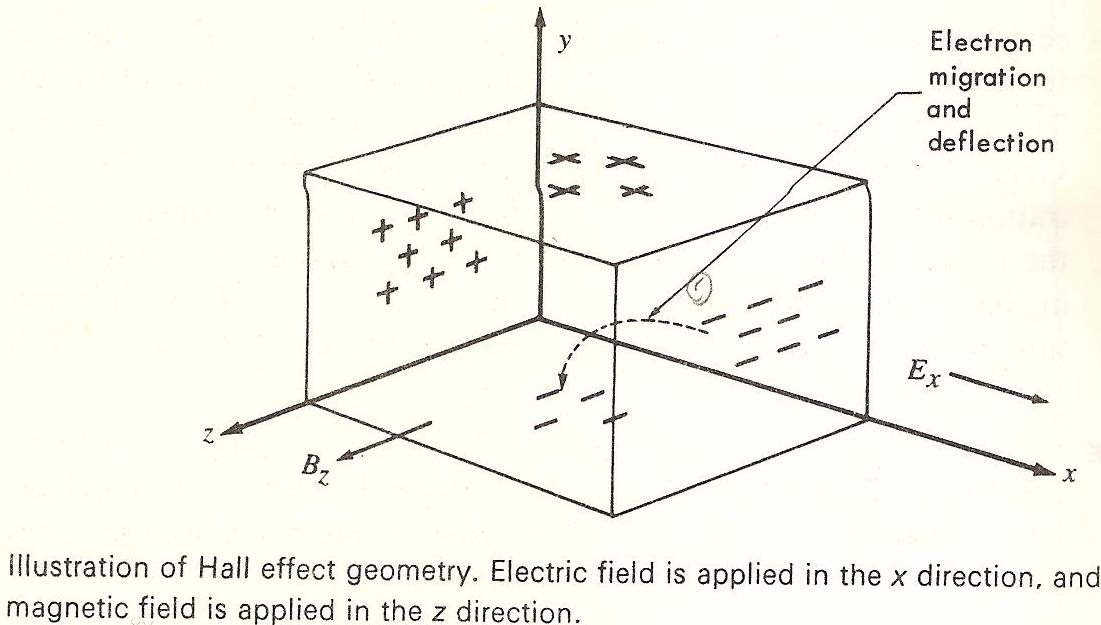 y
Electron
migration
and
deflection
E_x
z
B_z
x
Illustration of Hall effect geometry. Electric field is applied in the x direction, and
magnetic field is applied in the z direction.